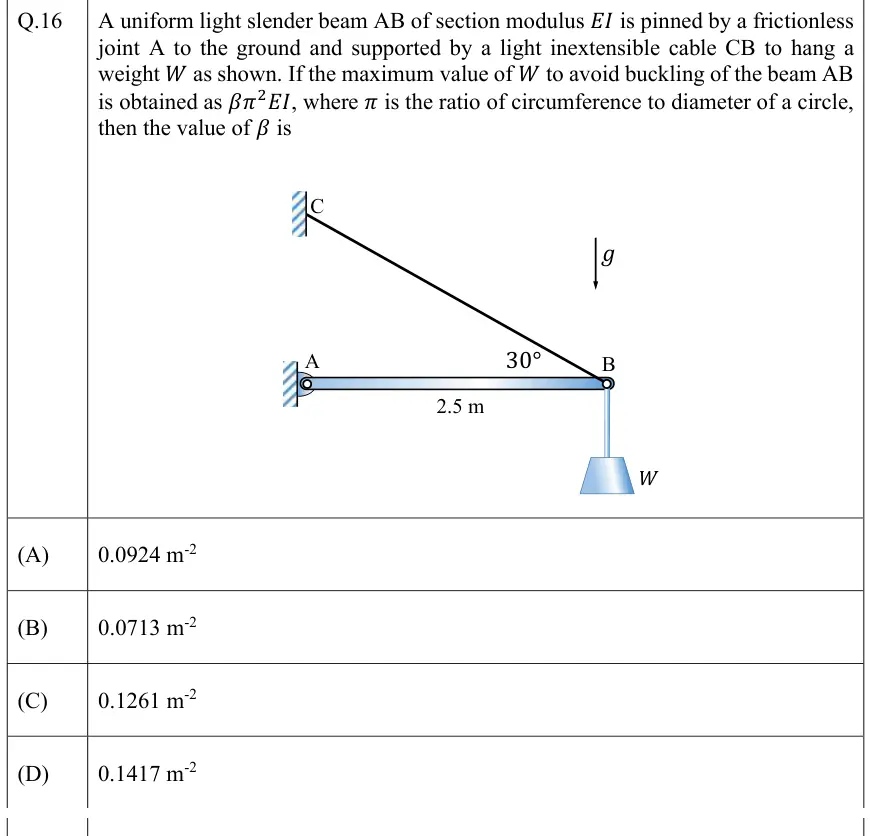 Q.16
A uniform light slender beam AB of section modulus EI is pinned by a frictionless
joint A to the ground and supported by a light inextensible cable CB to hang a
weight W as shown. If the maximum value of W to avoid buckling of the beam AB
is obtained as βπ²EI, where π is the ratio of circumference to diameter of a circle,
then the value of β is
C
g
A
30°
B
2.5 m
W
(A) 0.0924 m⁻²
(B) 0.0713 m⁻²
(C) 0.1261 m⁻²
(D) 0.1417 m⁻²